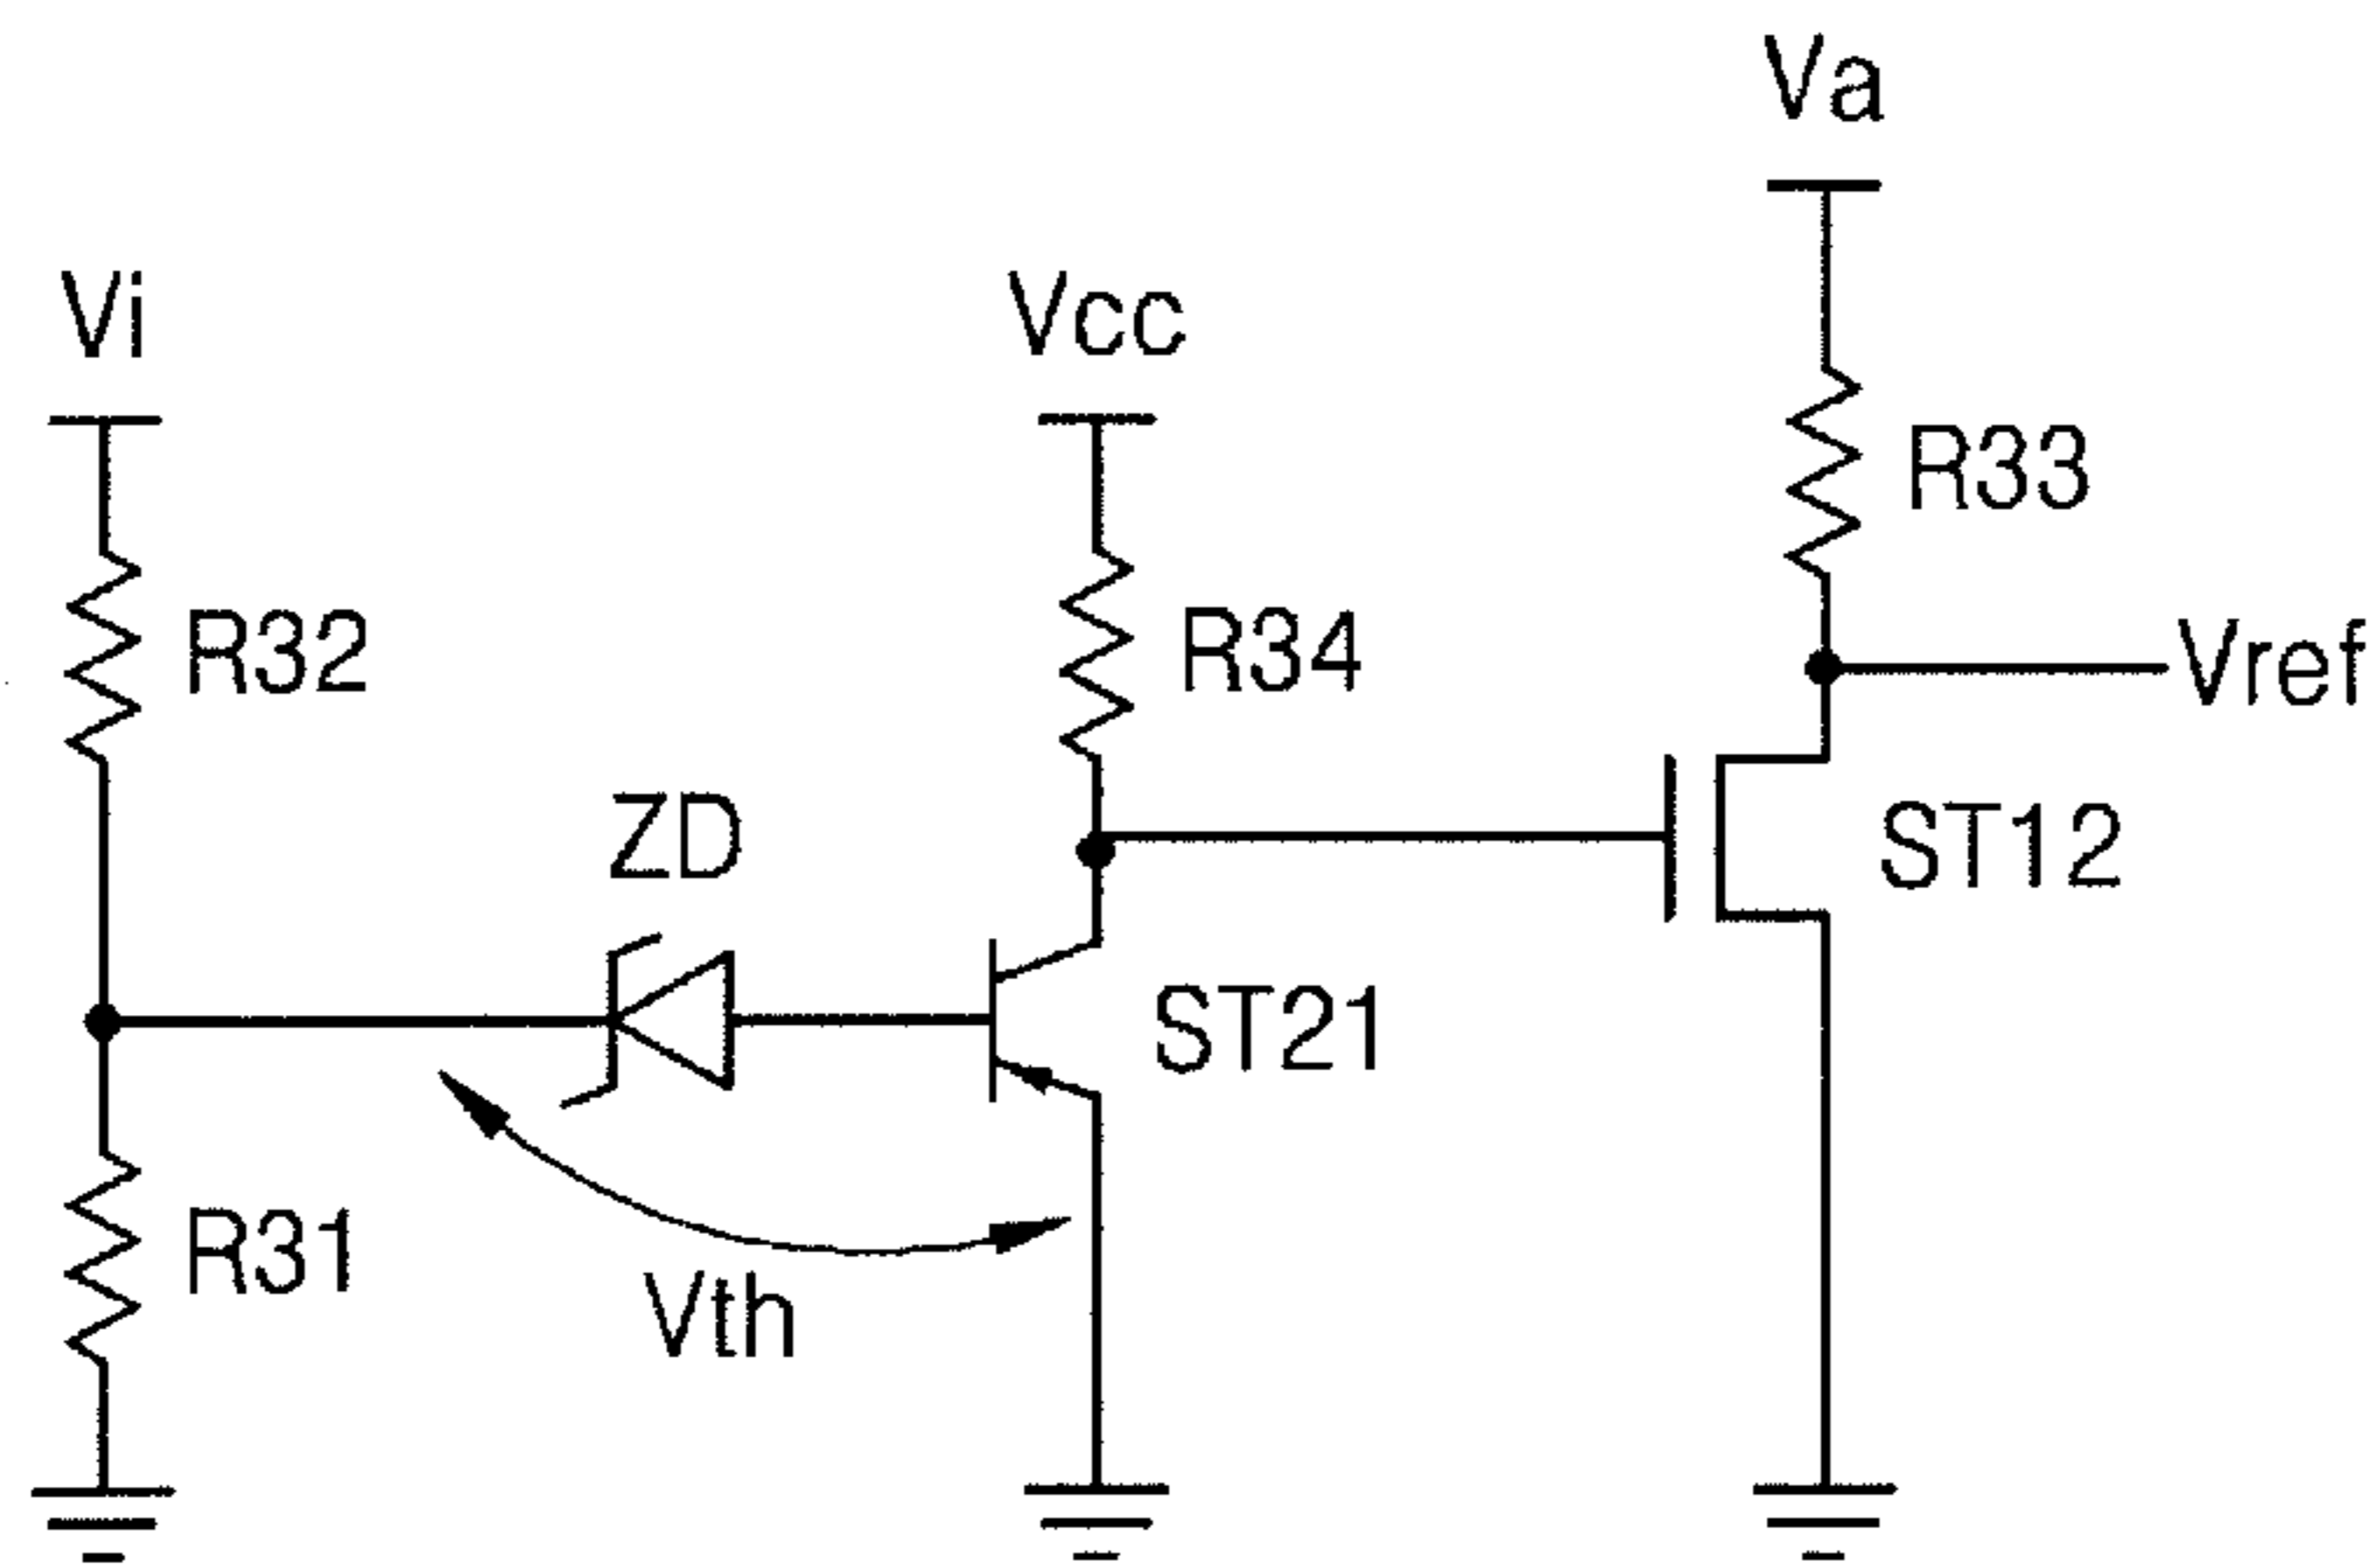 Va
Vi
Vcc
R33
R32
R34
Vref
ZD
ST12
ST21
R31
Vth